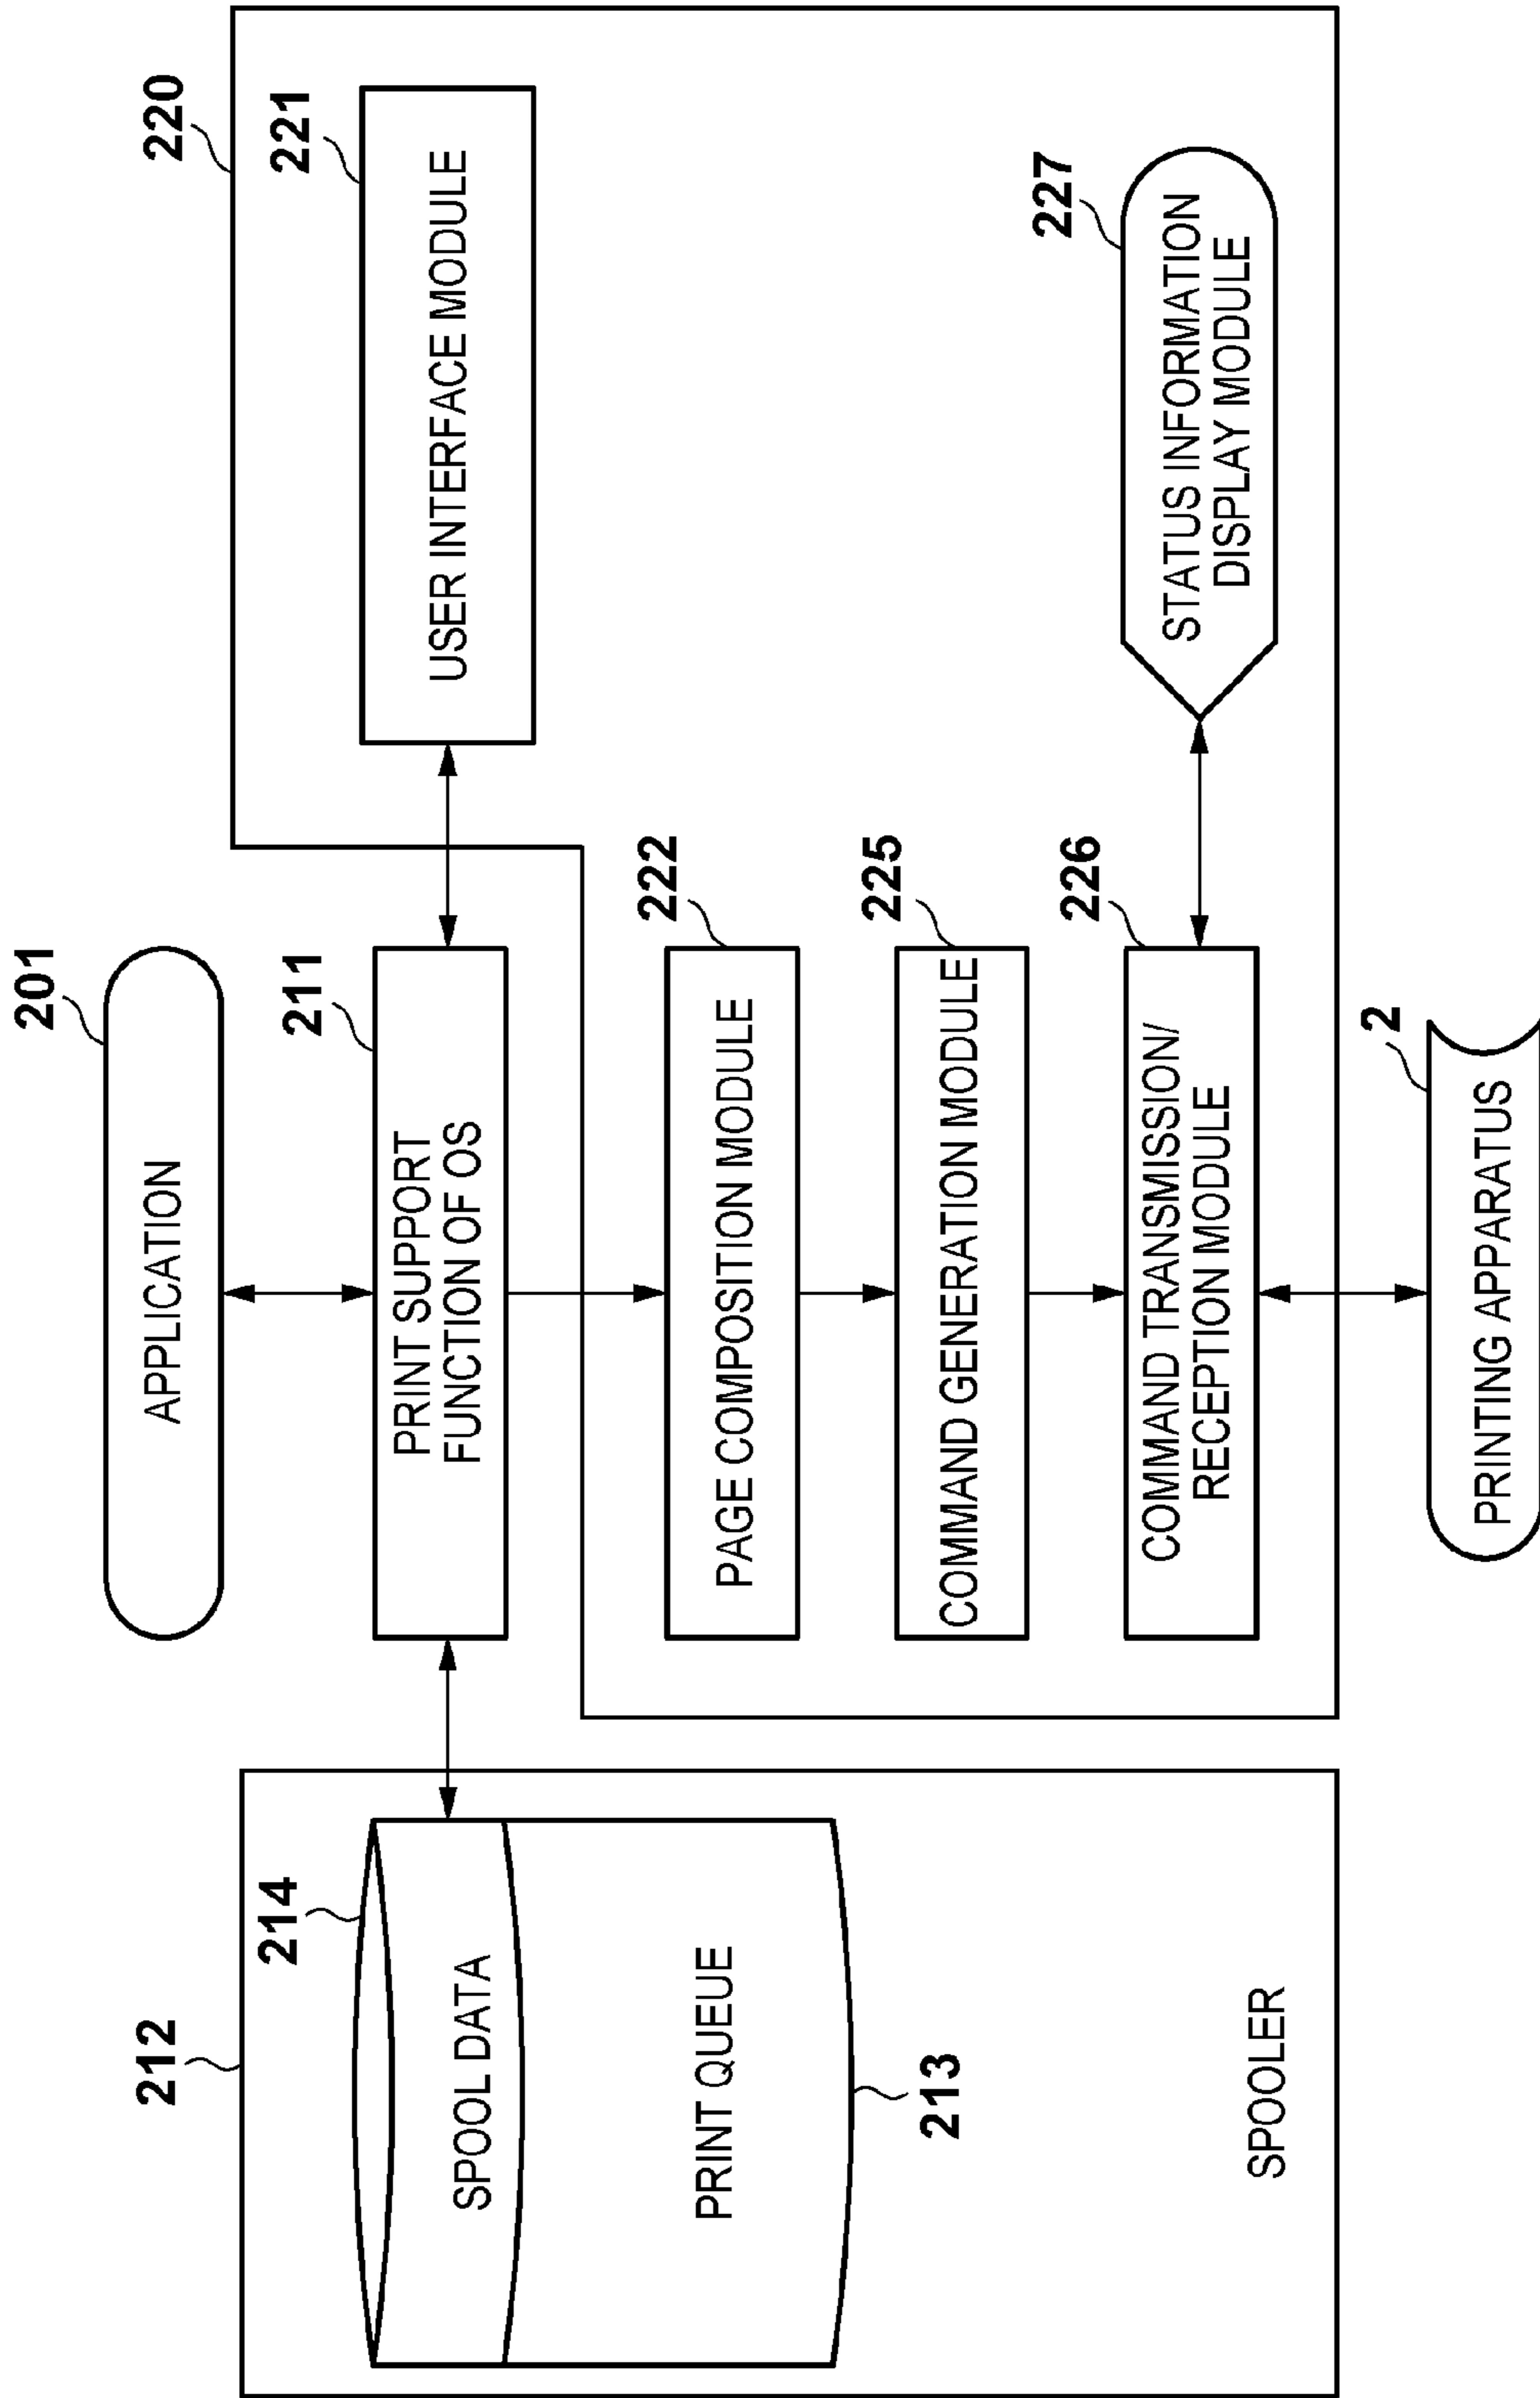 201
APPLICATION
220
212
214
SPOOL DATA
PRINT QUEUE
213
SPOOLER
211
PRINT SUPPORT
FUNCTION OF OS
221
USER INTERFACE MODULE
222
PAGE COMPOSITION MODULE
225
COMMAND GENERATION MODULE
226
COMMAND TRANSMISSION/
RECEPTION MODULE
227
STATUS INFORMATION
DISPLAY MODULE
2
PRINTING APPARATUS